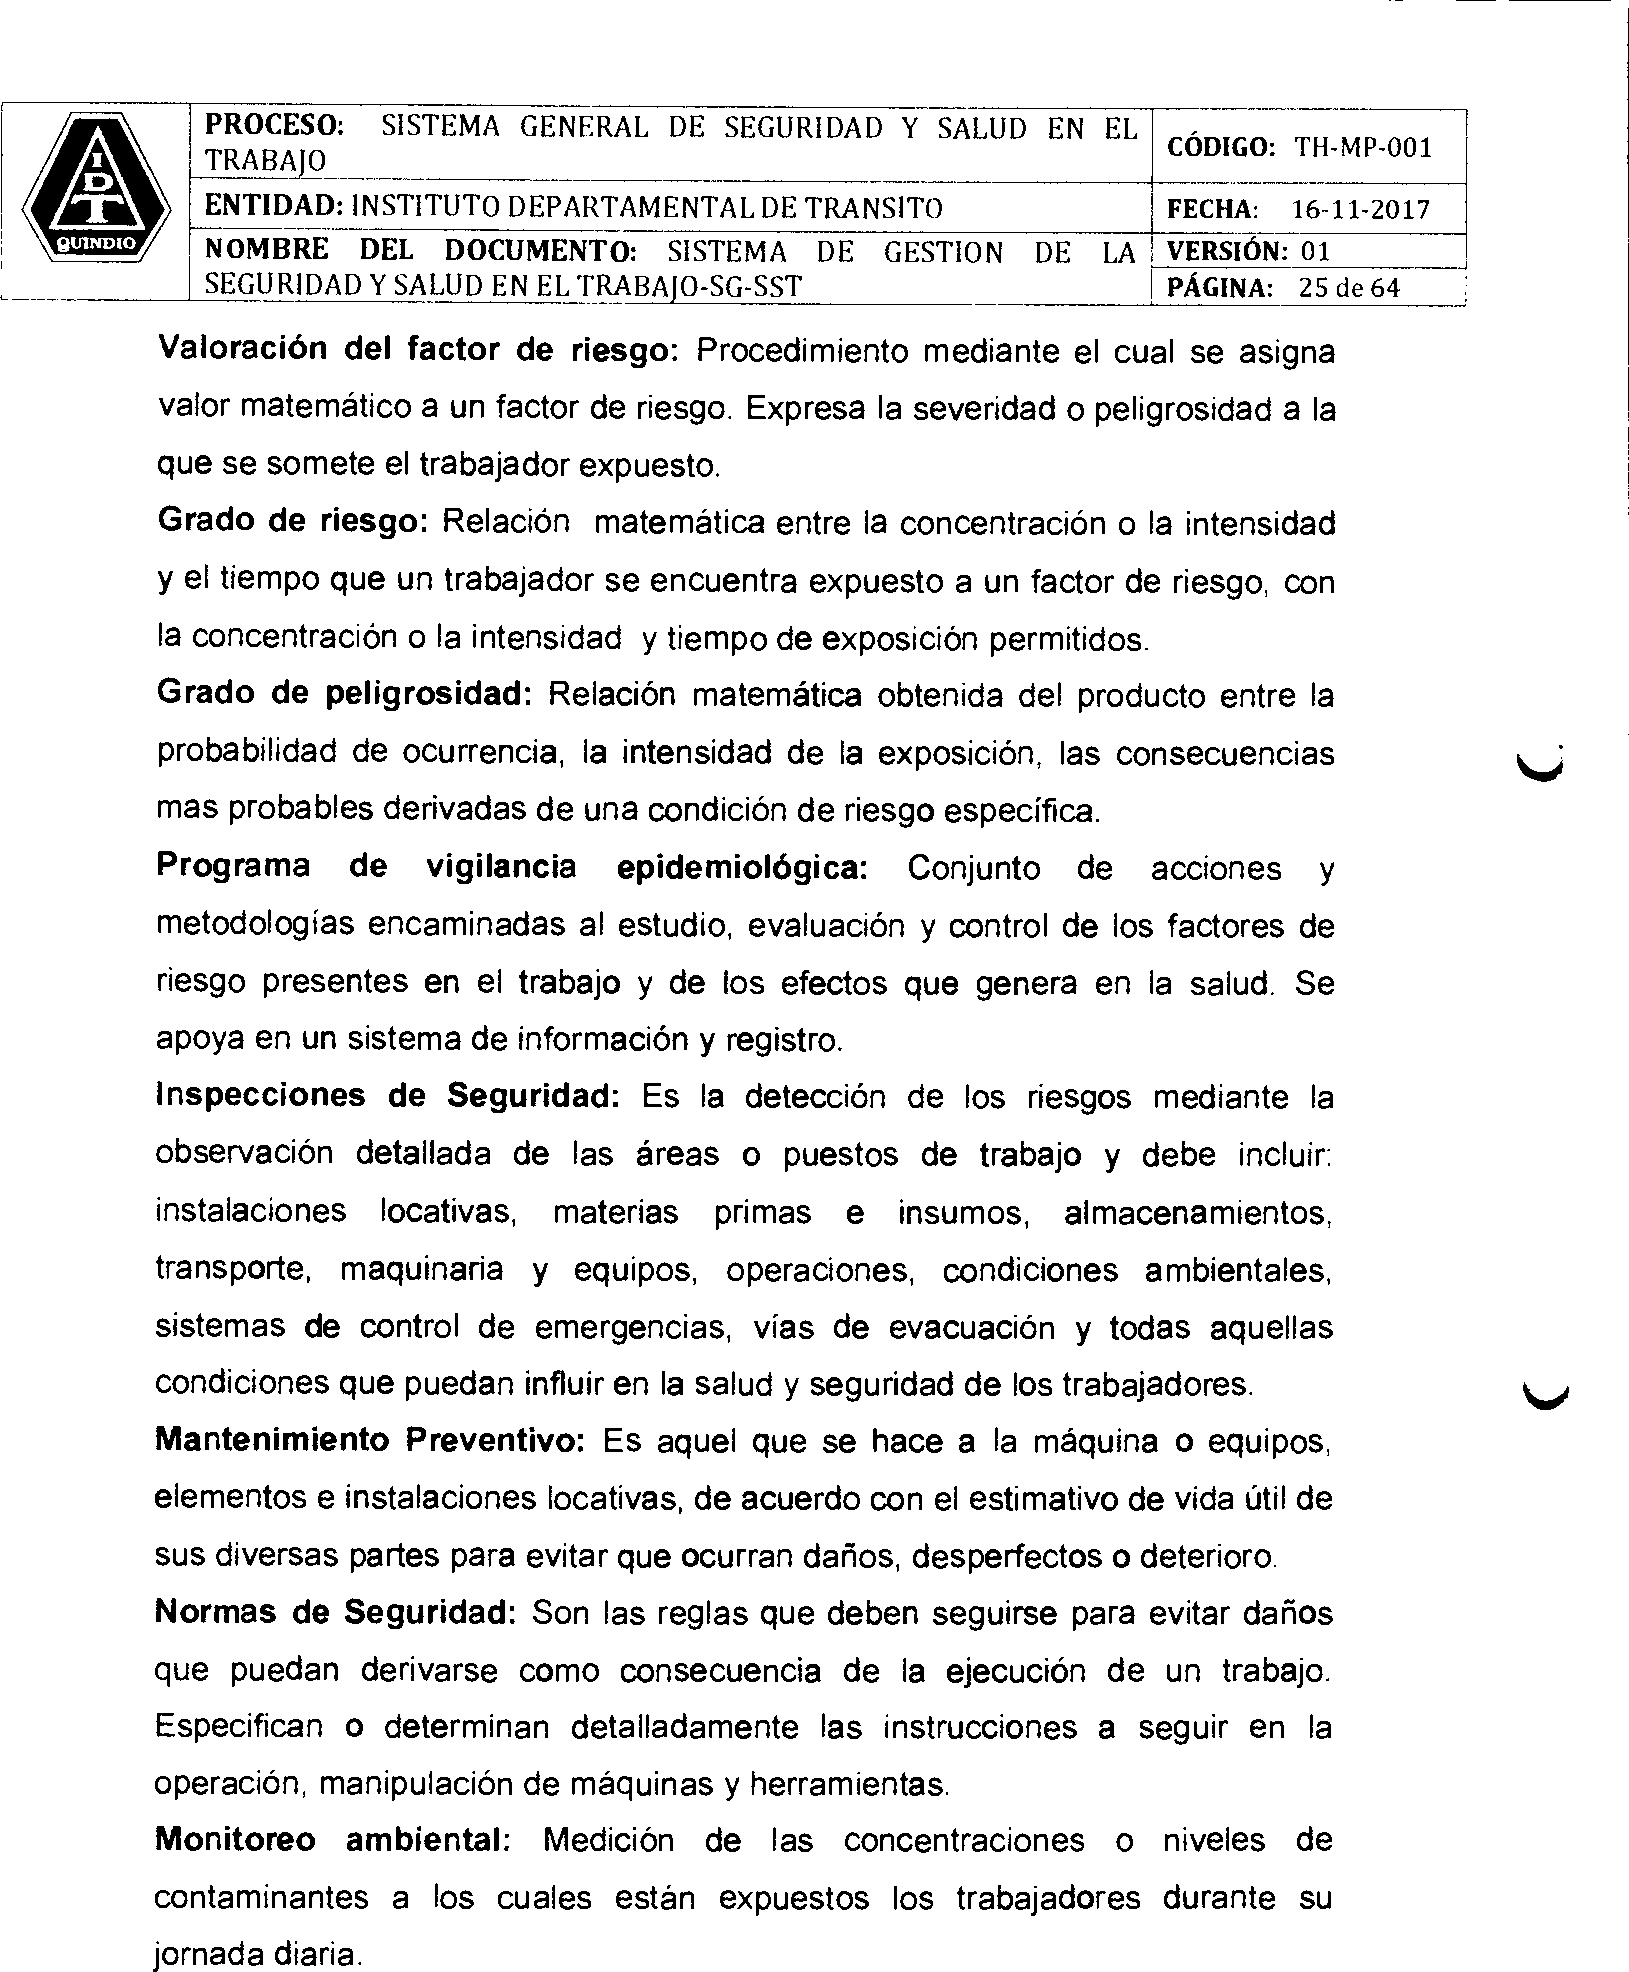 I
D
T
QUINDIO
PROCESO: SISTEMA GENERAL DE SEGURIDAD Y SALUD EN EL
TRABAJO
CÓDIGO: TH-MP-001
ENTIDAD: INSTITUTO DEPARTAMENTAL DE TRANSITO
FECHA: 16-11-2017
NOMBRE DEL DOCUMENTO: SISTEMA DE GESTION DE LA
SEGURIDAD Y SALUD EN EL TRABAJO-SG-SST
VERSIÓN: 01
PÁGINA: 25 de 64
Valoración del factor de riesgo: Procedimiento mediante el cual se asigna
valor matemático a un factor de riesgo. Expresa la severidad o peligrosidad a la
que se somete el trabajador expuesto.
Grado de riesgo: Relación matemática entre la concentración o la intensidad
y el tiempo que un trabajador se encuentra expuesto a un factor de riesgo, con
la concentración o la intensidad y tiempo de exposición permitidos.
Grado de peligrosidad: Relación matemática obtenida del producto entre la
probabilidad de ocurrencia, la intensidad de la exposición, las consecuencias
mas probables derivadas de una condición de riesgo específica.
Programa de vigilancia epidemiológica: Conjunto de acciones y
metodologías encaminadas al estudio, evaluación y control de los factores de
riesgo presentes en el trabajo y de los efectos que genera en la salud. Se
apoya en un sistema de información y registro.
Inspecciones de Seguridad: Es la detección de los riesgos mediante la
observación detallada de las áreas o puestos de trabajo y debe incluir:
instalaciones locativas, materias primas e insumos, almacenamientos,
transporte, maquinaria y equipos, operaciones, condiciones ambientales,
sistemas de control de emergencias, vías de evacuación y todas aquellas
condiciones que puedan influir en la salud y seguridad de los trabajadores.
Mantenimiento Preventivo: Es aquel que se hace a la máquina o equipos,
elementos e instalaciones locativas, de acuerdo con el estimativo de vida útil de
sus diversas partes para evitar que ocurran daños, desperfectos o deterioro.
Normas de Seguridad: Son las reglas que deben seguirse para evitar daños
que puedan derivarse como consecuencia de la ejecución de un trabajo.
Especifican o determinan detalladamente las instrucciones a seguir en la
operación, manipulación de máquinas y herramientas.
Monitoreo ambiental: Medición de las concentraciones o niveles de
contaminantes a los cuales están expuestos los trabajadores durante su
jornada diaria.